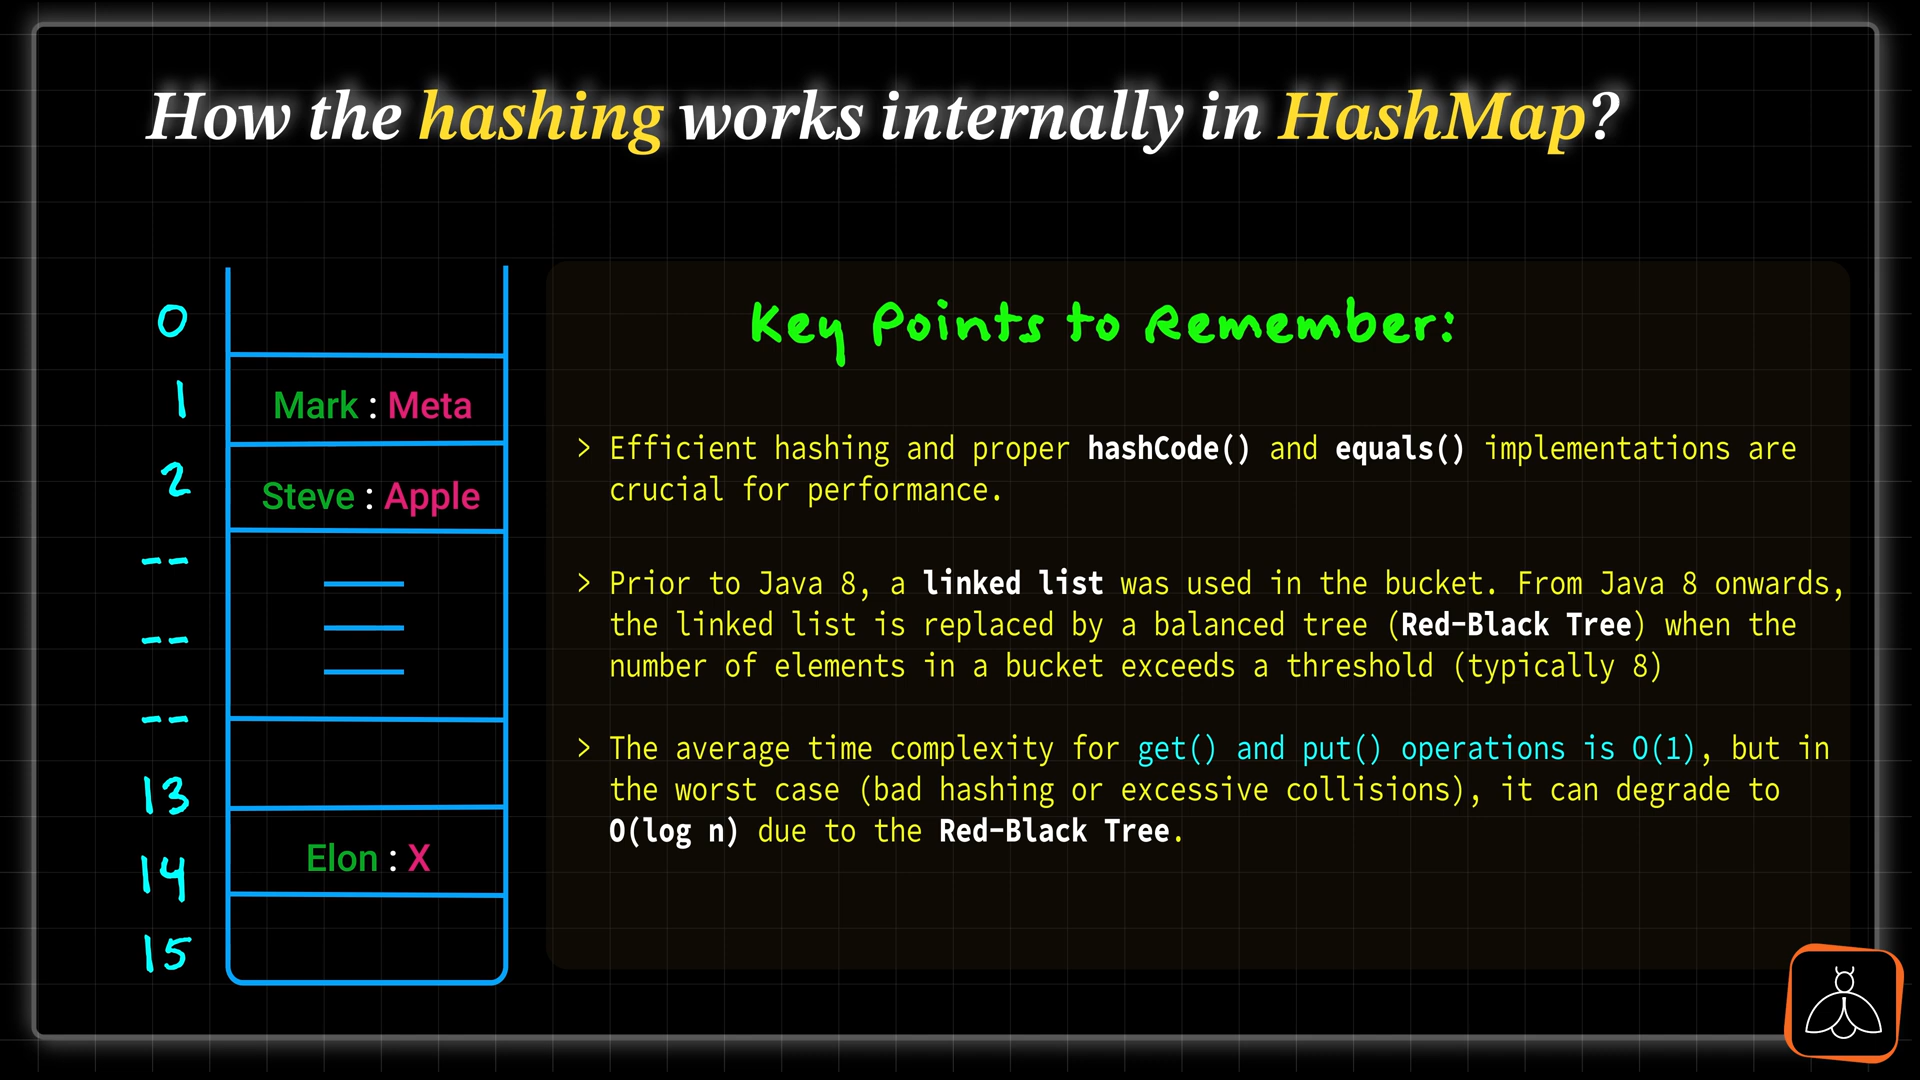 How the hashing works internally in HashMap?
0
1
Mark : Meta
2
Steve : Apple
--
--
--
13
14
Elon : X
15
Key Points to Remember:
> Efficient hashing and proper hashCode() and equals() implementations are
crucial for performance.
> Prior to Java 8, a linked list was used in the bucket. From Java 8 onwards,
the linked list is replaced by a balanced tree (Red-Black Tree) when the
number of elements in a bucket exceeds a threshold (typically 8)
> The average time complexity for get() and put() operations is O(1), but in
the worst case (bad hashing or excessive collisions), it can degrade to
O(log n) due to the Red-Black Tree.